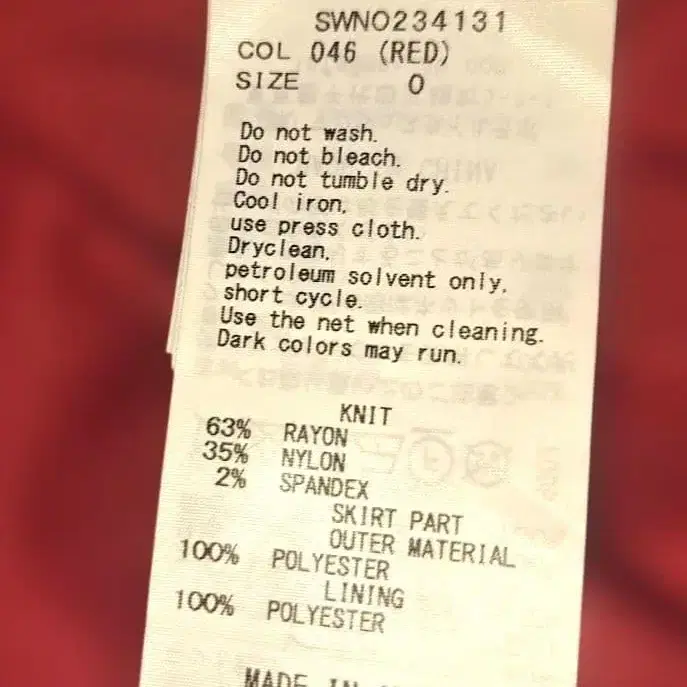 SWNO234131
COL 046 (RED)
SIZE 0
Do not wash.
Do not bleach.
Do not tumble dry.
Cool iron,
use press cloth.
Dryclean,
petroleum solvent only,
short cycle.
Use the net when cleaning.
Dark colors may run.
KNIT
63% RAYON
35% NYLON
2% SPANDEX
SKIRT PART
OUTER MATERIAL
100% POLYESTER
LINING
100% POLYESTER
MADE IN